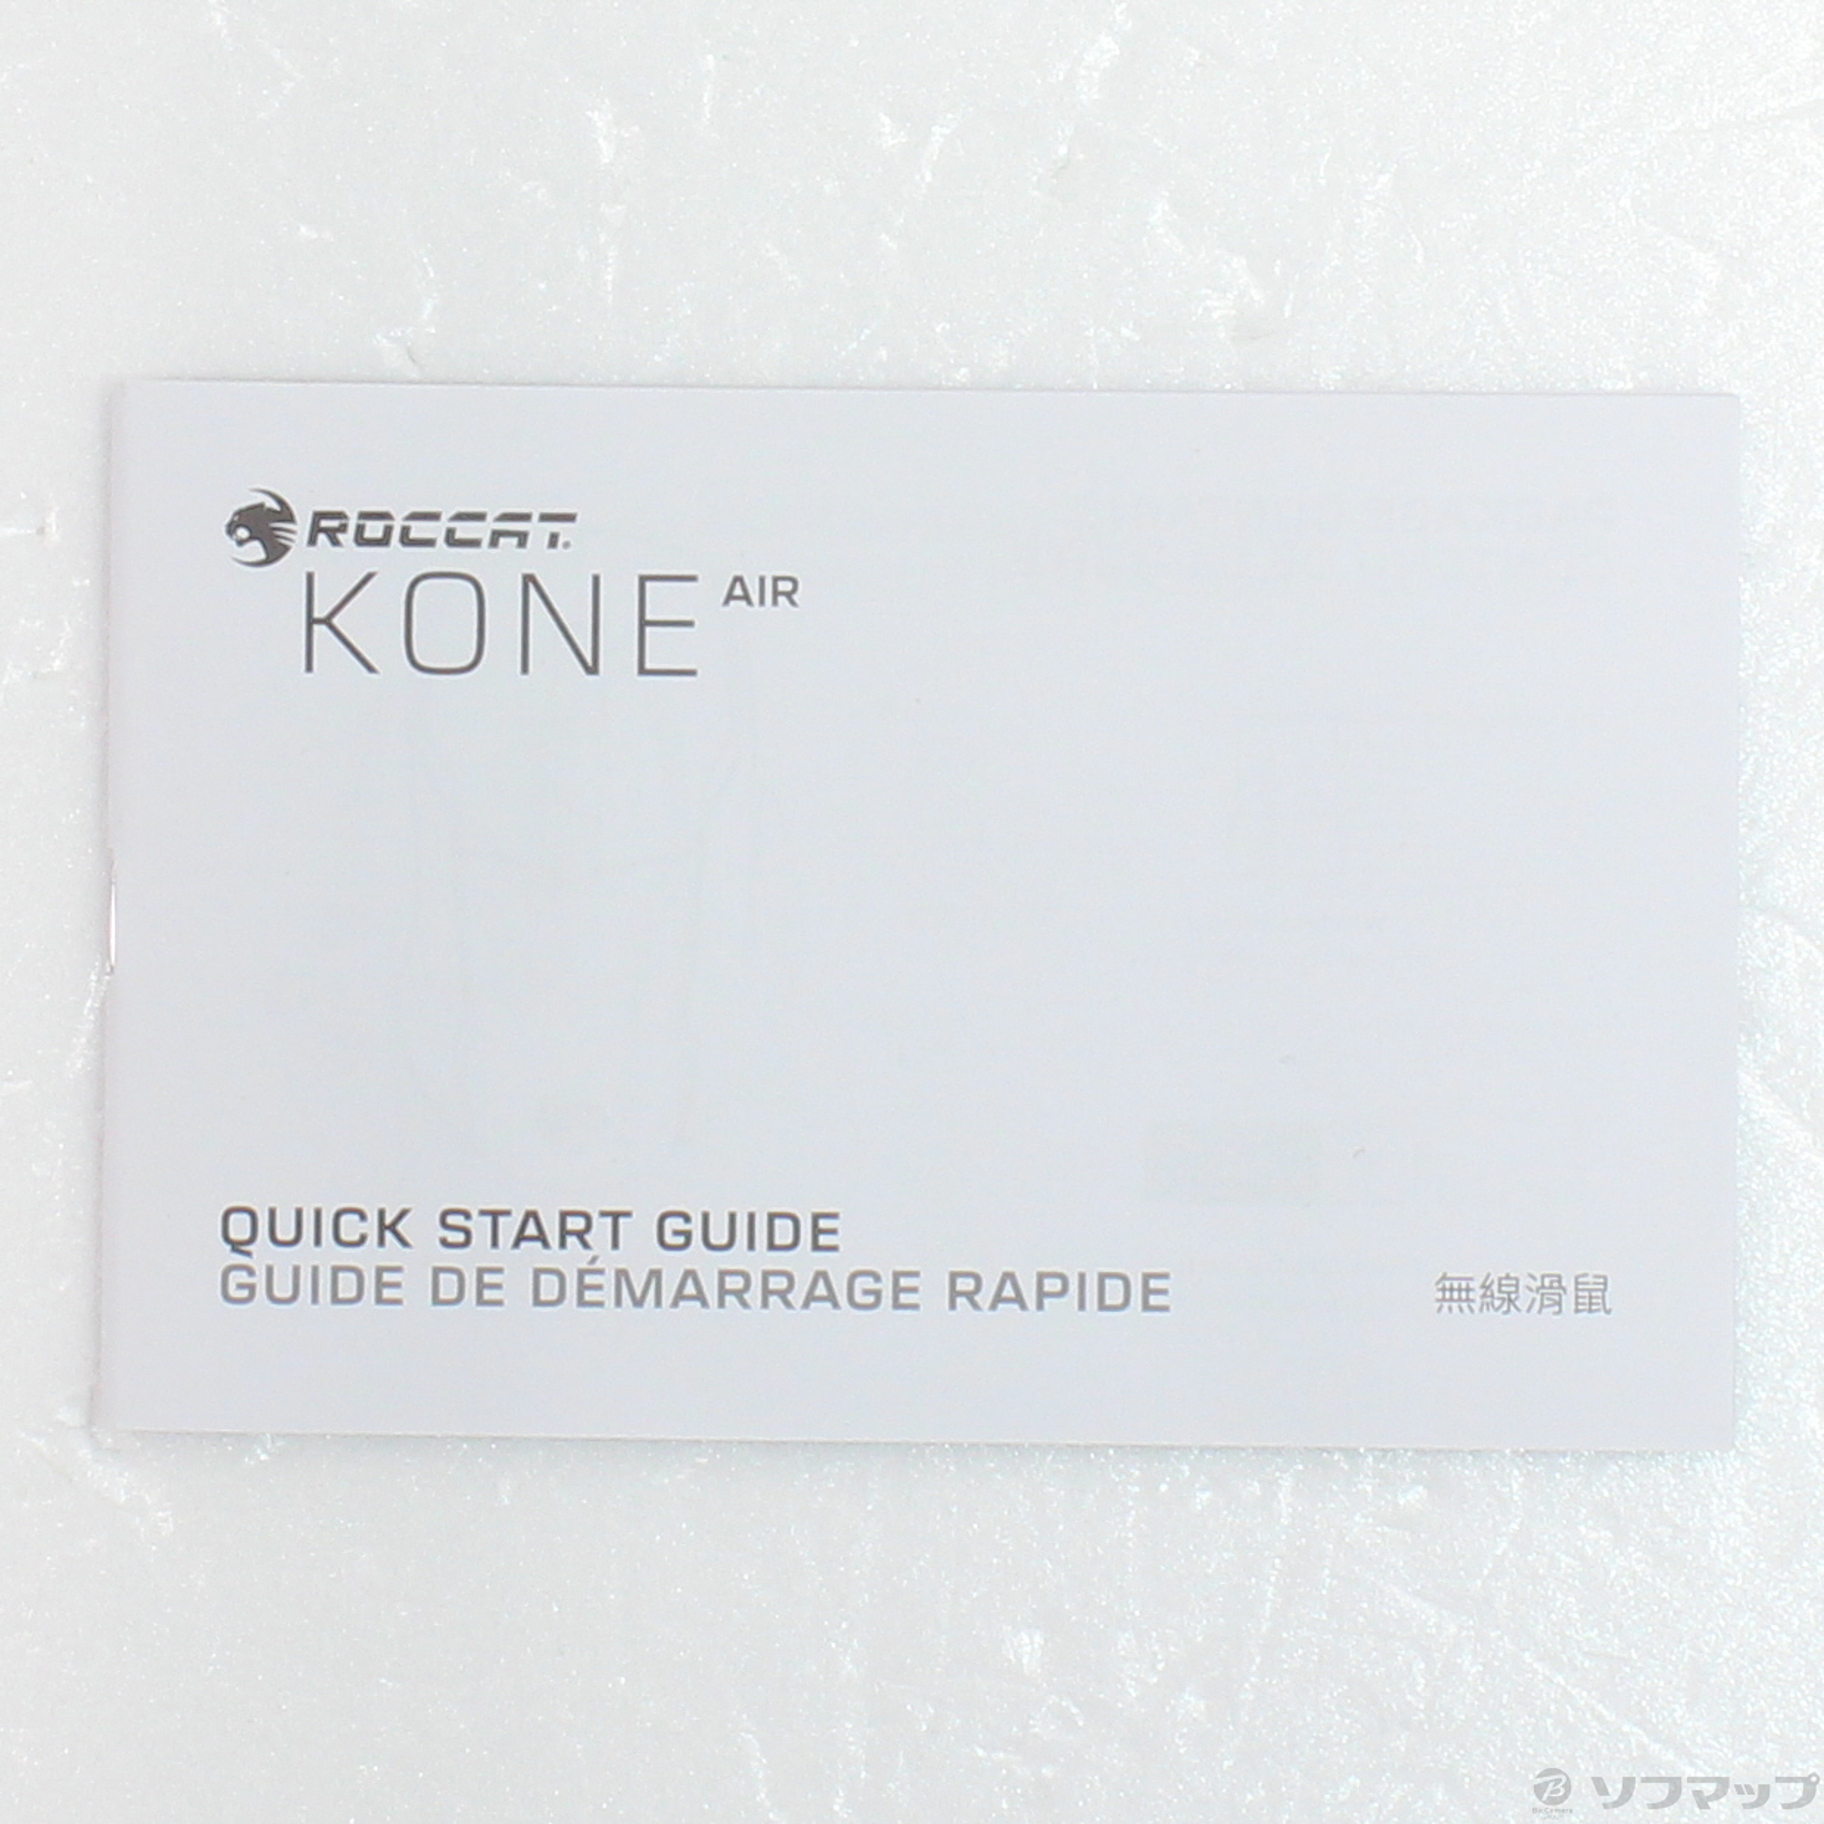 ROCCAT
KONE AIR
QUICK START GUIDE
GUIDE DE DÉMARRAGE RAPIDE
無線滑鼠
ソフマップ